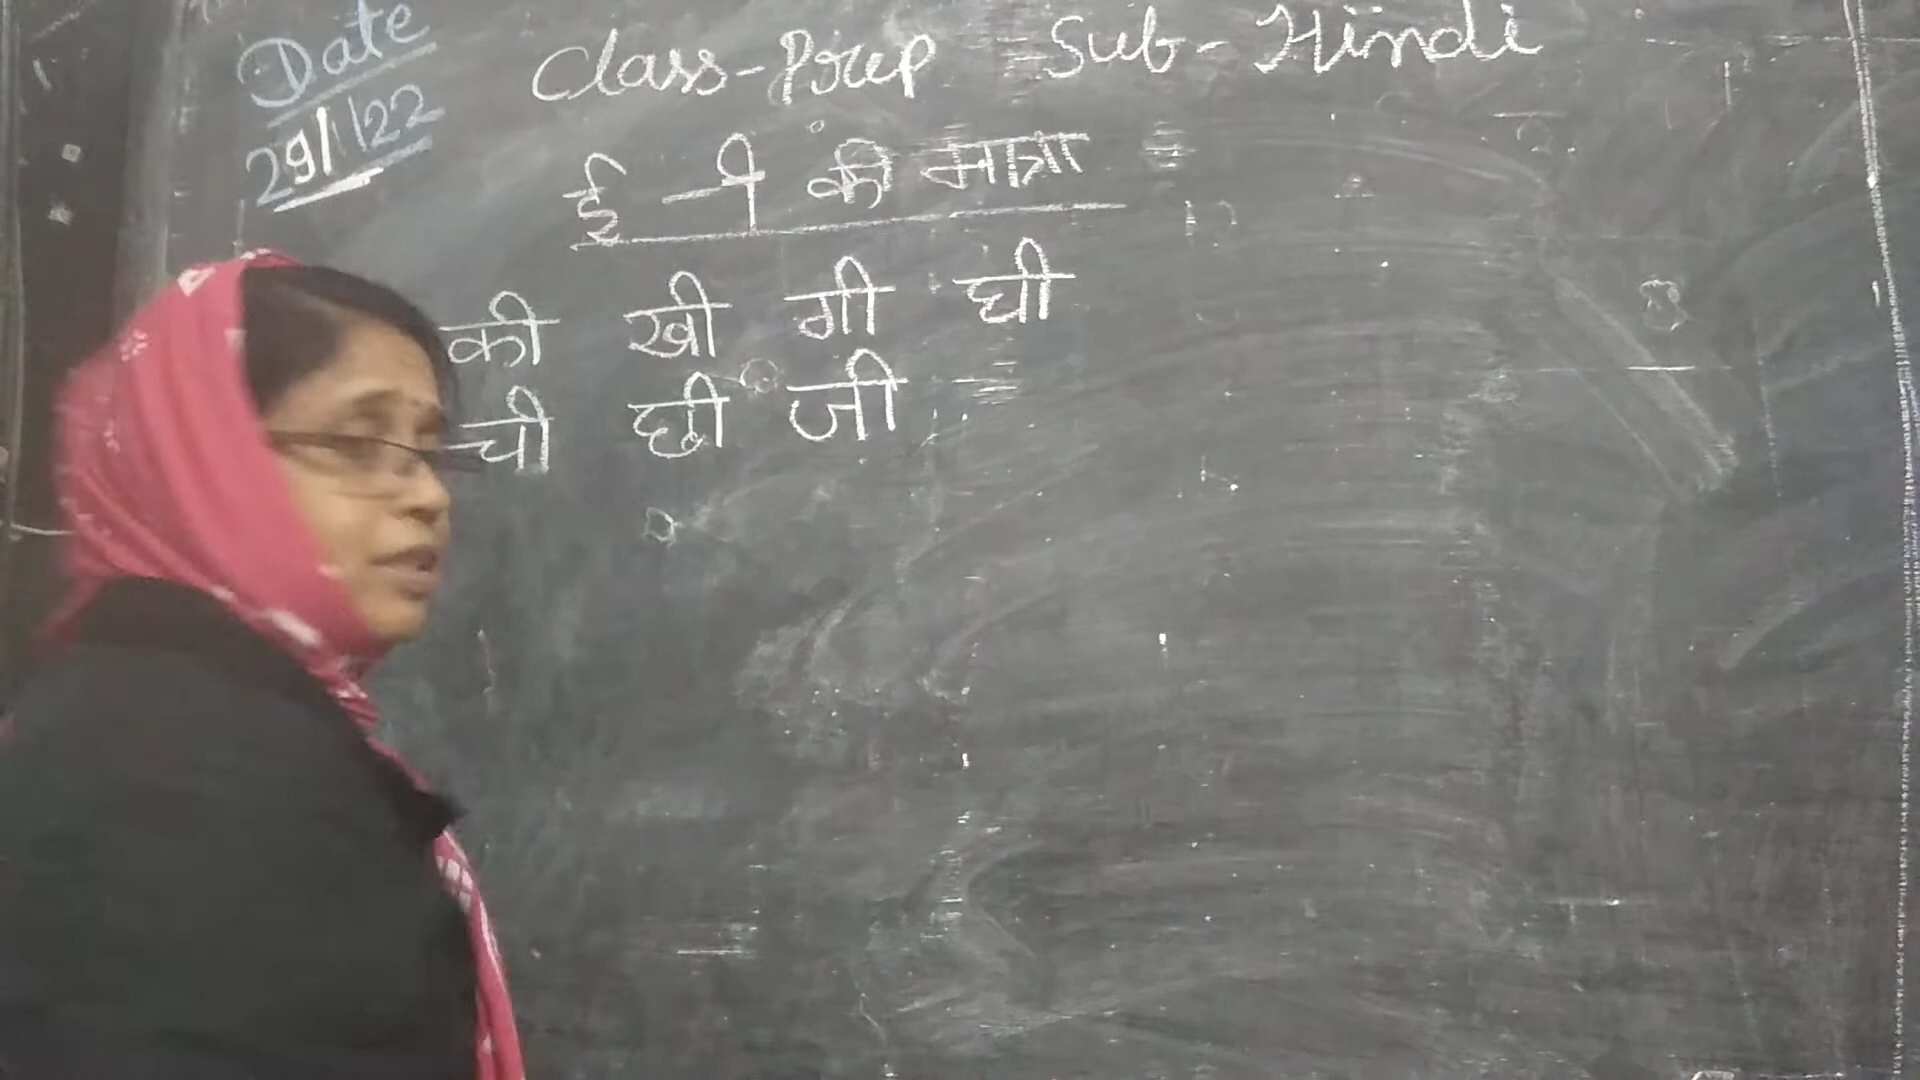 Date
29/1/22
Class-Prep Sub-Hindi
ई -ी की मात्रा
की खी गी घी
ची छी जी